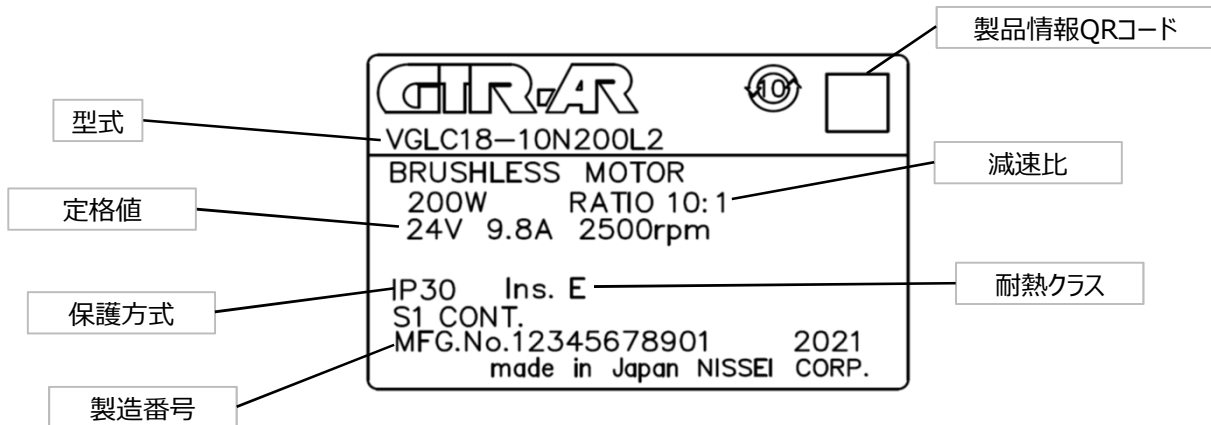 製品情報QRコード
GTR-AR
10
型式
VGLC18-10N200L2
BRUSHLESS MOTOR
減速比
200W RATIO 10:1
定格値
24V 9.8A 2500rpm
IP30 Ins. E
耐熱クラス
保護方式
S1 CONT.
MFG.No.12345678901 2021
made in Japan NISSEI CORP.
製造番号